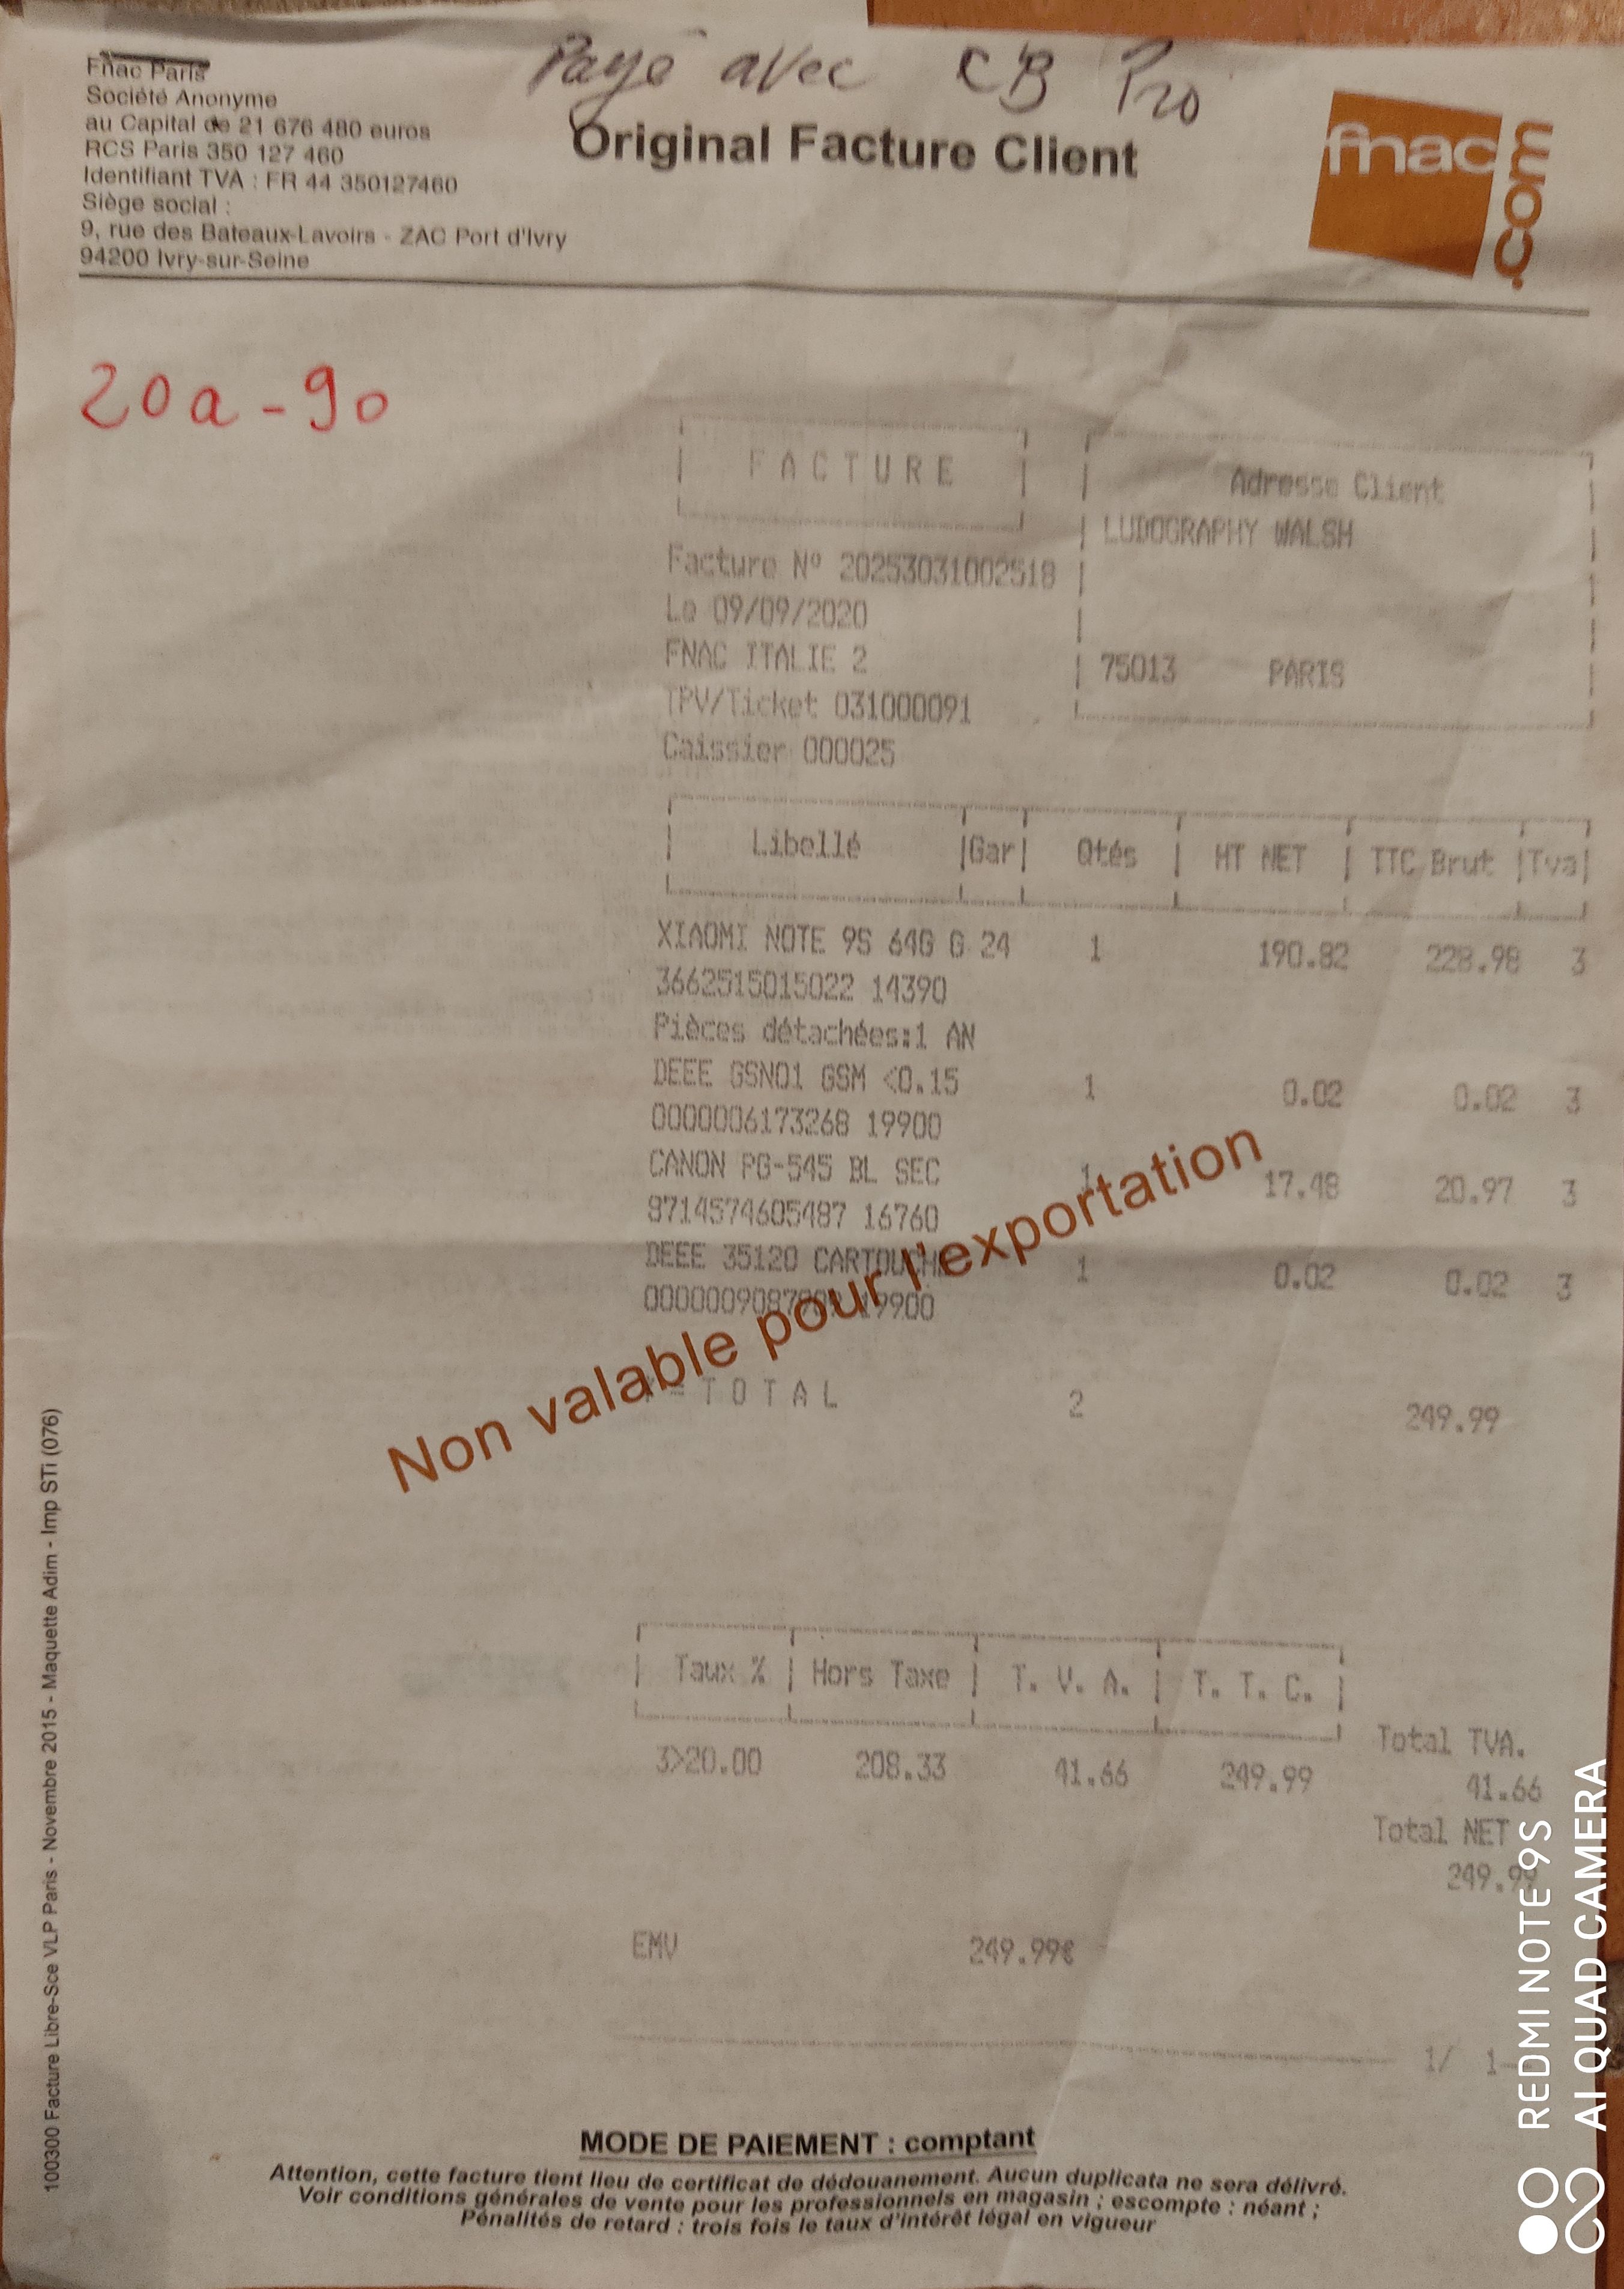 Payé avec CB Pro
Fnac Paris
Société Anonyme
au Capital de 21 676 480 euros
RCS Paris 350 127 460
Identifiant TVA : FR 44 350127460
Siège social :
9, rue des Bateaux-Lavoirs - ZAC Port d'Ivry
94200 Ivry-sur-Seine
Original Facture Client
fnac.com
20a-90
FACTURE
Facture Nº 20253031002518
Le 09/09/2020
FNAC ITALIE 2
TPV/Ticket 031000091
Caissier 000025
Adresse Client
LUDOGRAPHY WALSH
75013 PARIS
Libellé |Gar| Qtés | HT NET | TTC Brut |Tva|
XIAOMI NOTE 9S 64G G 24 1 190.82 228.98 3
3662515015022 14390
Pièces détachées:1 AN
DEEE GSN01 GSM <0.15 1 0.02 0.02 3
0000006173268 19900
CANON PG-545 BL SEC 1 17.48 20.97 3
8714574605487 16760
DEEE 35120 CARTOUCHE 1 0.02 0.02 3
19900
TOTAL 2 249.99
Non valable pour l'exportation
Taux % | Hors Taxe | T. V. A. | T. T. C. |
3>20.00 208.33 41.66 249.99
Total TVA.
41.66
Total NET
249.99
EMV 249.99€
1/ 1
MODE DE PAIEMENT : comptant
Attention, cette facture tient lieu de certificat de dédouanement. Aucun duplicata ne sera délivré.
Voir conditions générales de vente pour les professionnels en magasin ; escompte : néant ;
Pénalités de retard : trois fois le taux d'intérêt légal en vigueur
100300 Facture Libre-Sce VLP Paris - Novembre 2015 - Maquette Adim - Imp STi (076)
REDMI NOTE 9S
AI QUAD CAMERA